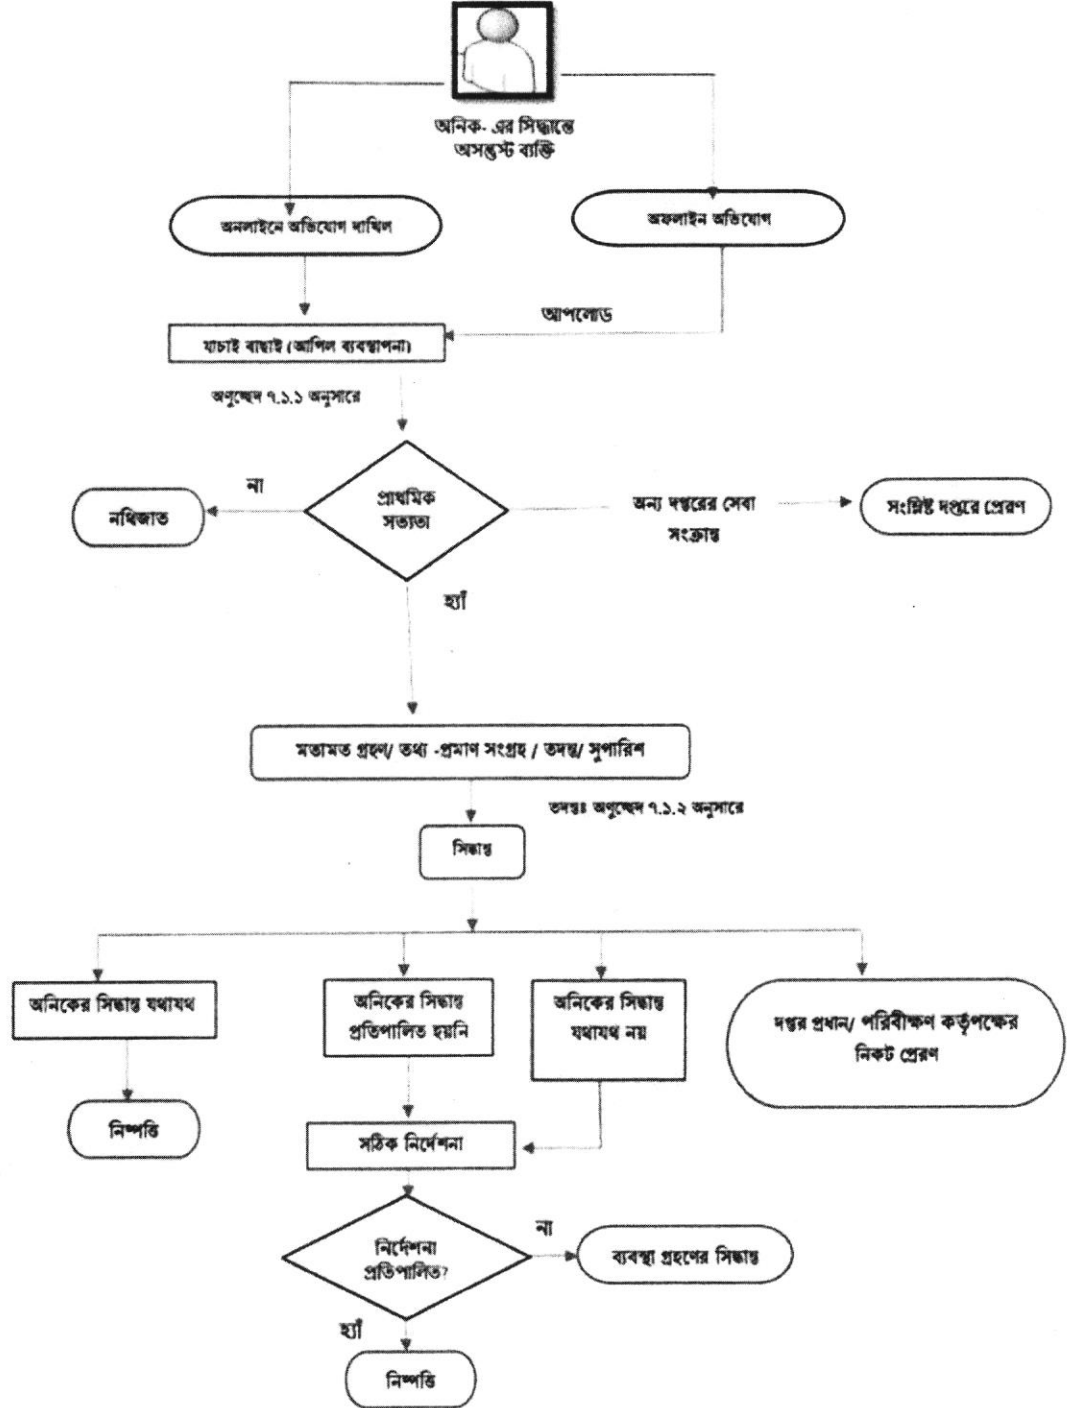 অনিক- এর সিদ্ধান্তে
অসন্তুস্ট ব্যক্তি
অনলাইনে অভিযোগ দাখিল
অফলাইন অভিযোগ
আপলোড
যাচাই বাছাই (আপিল ব্যবস্থাপনা)
অণুচ্ছেদ ৭.১.১ অনুসারে
প্রাথমিক
সত্যতা
না
নথিজাত
অন্য দপ্তরের সেবা
সংক্রান্ত
সংশ্লিষ্ট দপ্তরে প্রেরণ
হ্যাঁ
মতামত গ্রহণ/ তথ্য -প্রমাণ সংগ্রহ / তদন্ত/ সুপারিশ
তদন্তঃ অণুচ্ছেদ ৭.১.২ অনুসারে
সিদ্ধান্ত
অনিকের সিদ্ধান্ত যথাযথ
অনিকের সিদ্ধান্ত
প্রতিপালিত হয়নি
অনিকের সিদ্ধান্ত
যথাযথ নয়
দপ্তর প্রধান/ পরিবীক্ষণ কর্তৃপক্ষের
নিকট প্রেরণ
নিষ্পত্তি
সঠিক নির্দেশনা
নির্দেশনা
প্রতিপালিত?
না
ব্যবস্থা গ্রহণের সিদ্ধান্ত
হ্যাঁ
নিষ্পত্তি